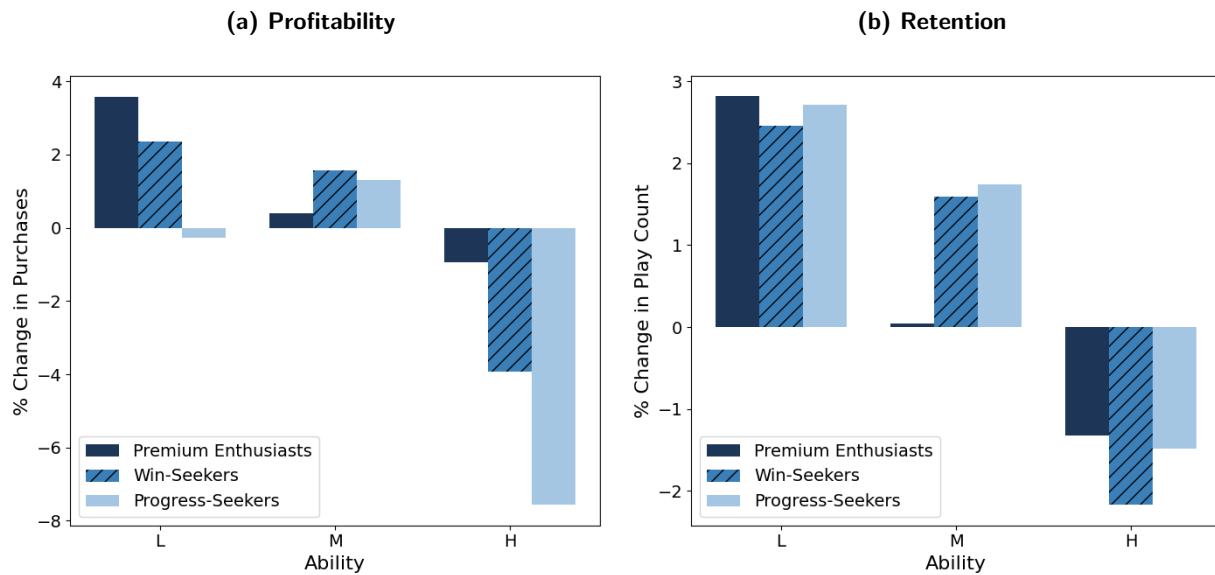 (a) Profitability
% Change in Purchases
4
2
0
−2
−4
−6
−8
Premium Enthusiasts
Win-Seekers
Progress-Seekers
L M H
Ability
(b) Retention
% Change in Play Count
3
2
1
0
−1
−2
Premium Enthusiasts
Win-Seekers
Progress-Seekers
L M H
Ability